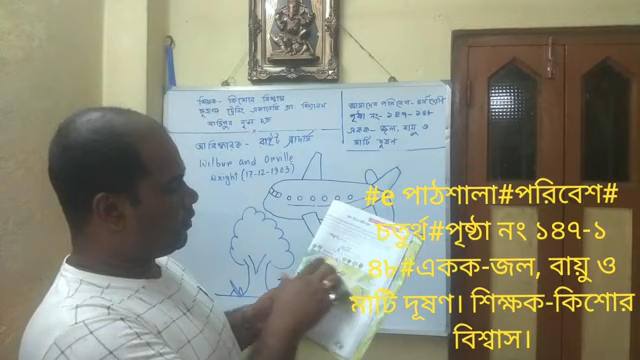 শিক্ষক- কিশোর বিশ্বাস
আবিষ্কারক- রাইট ব্রাদার্স
Wilbur and Orville
Wright (17-12-1903)
আমাদের পরিবেশ- চতুর্থ শ্রেণি
পৃষ্ঠা নং- ১৪৭-১৪৮
একক- জল, বায়ু ও
মাটি দূষণ
#e পাঠশালা#পরিবেশ#
চতুর্থ#পৃষ্ঠা নং ১৪৭-১
৪৮#একক-জল, বায়ু ও
মাটি দূষণ। শিক্ষক-কিশোর
বিশ্বাস।